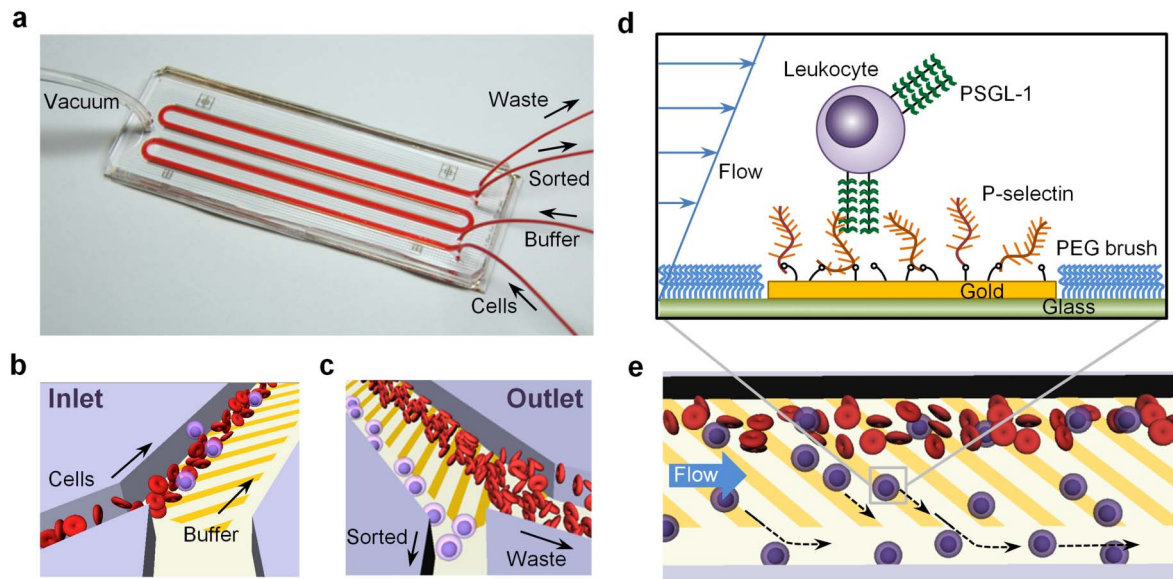 a
Vacuum
Waste
Sorted
Buffer
Cells
b
Inlet
Cells
Buffer
c
Outlet
Sorted
Waste
d
Leukocyte
PSGL-1
Flow
P-selectin
PEG brush
Gold
Glass
e
Flow